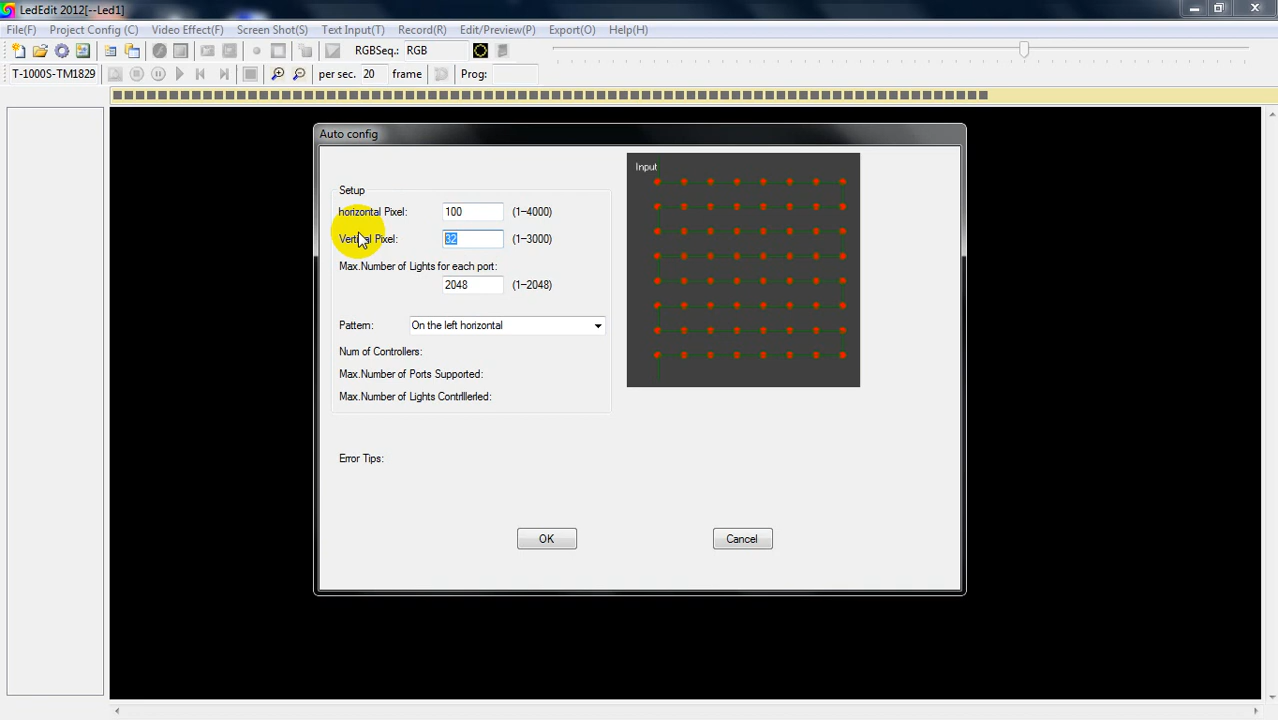 LedEdit 2012[--Led1]
File(F) Project Config (C) Video Effect(F) Screen Shot(S) Text Input(T) Record(R) Edit/Preview(P) Export(O) Help(H)
RGBSeq.: RGB
T-1000S-TM1829 per sec. 20 frame Prog:
Auto config
Input
Setup
horizontal Pixel: 100 (1-4000)
Vertical Pixel: 32 (1-3000)
Max.Number of Lights for each port:
2048 (1-2048)
Pattern: On the left horizontal
Num of Controllers:
Max.Number of Ports Supported:
Max.Number of Lights Contrlllerled:
Error Tips:
OK Cancel